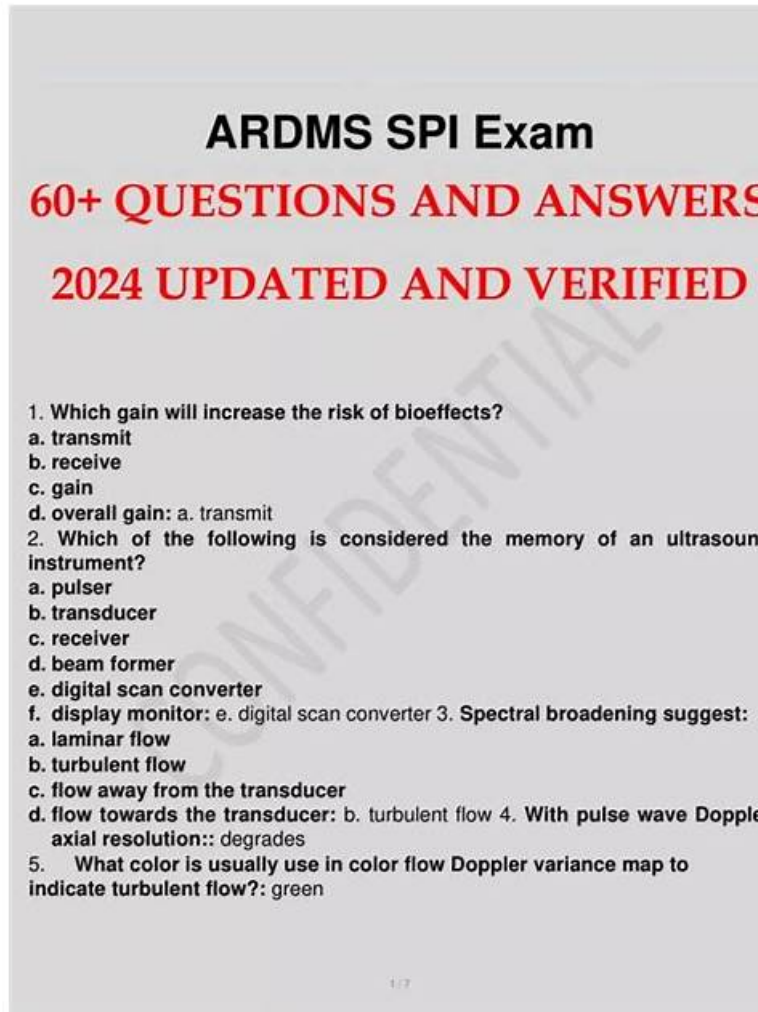 ARDMS SPI Exam
60+ QUESTIONS AND ANSWERS
2024 UPDATED AND VERIFIED
CONFIDENTIAL
1. Which gain will increase the risk of bioeffects?
a. transmit
b. receive
c. gain
d. overall gain: a. transmit
2. Which of the following is considered the memory of an ultrasoun
instrument?
a. pulser
b. transducer
c. receiver
d. beam former
e. digital scan converter
f. display monitor: e. digital scan converter 3. Spectral broadening suggest:
a. laminar flow
b. turbulent flow
c. flow away from the transducer
d. flow towards the transducer: b. turbulent flow 4. With pulse wave Dopple
axial resolution:: degrades
5. What color is usually use in color flow Doppler variance map to
indicate turbulent flow?: green
1 / 7